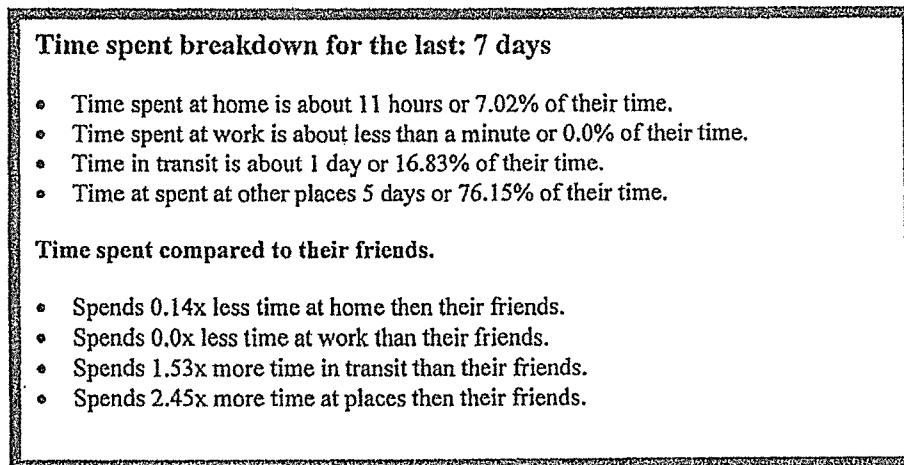 Time spent breakdown for the last: 7 days
• Time spent at home is about 11 hours or 7.02% of their time.
• Time spent at work is about less than a minute or 0.0% of their time.
• Time in transit is about 1 day or 16.83% of their time.
• Time at spent at other places 5 days or 76.15% of their time.
Time spent compared to their friends.
• Spends 0.14x less time at home then their friends.
• Spends 0.0x less time at work than their friends.
• Spends 1.53x more time in transit than their friends.
• Spends 2.45x more time at places then their friends.